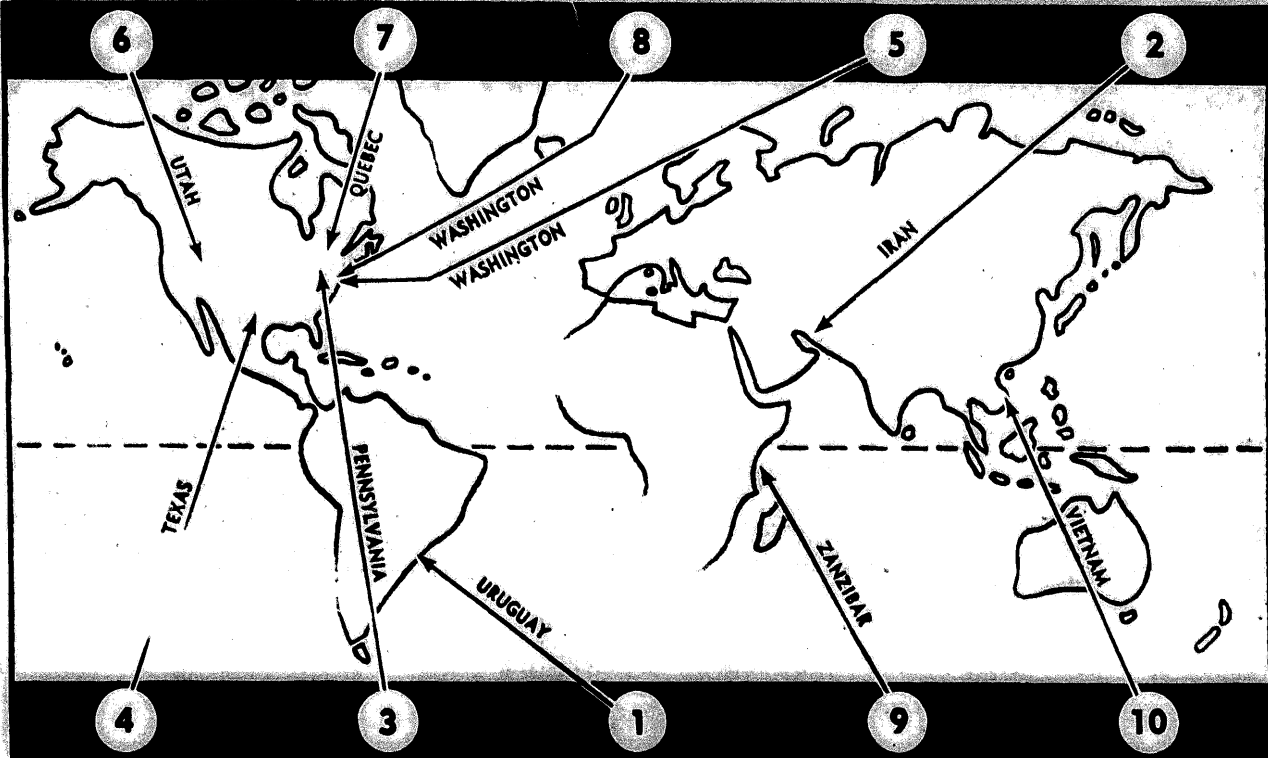 6
7
8
5
2
UTAH
QUEBEC
WASHINGTON
WASHINGTON
IRAN
TEXAS
PENNSYLVANIA
URUGUAY
ZANZIBAR
VIETNAM
4
3
1
9
10